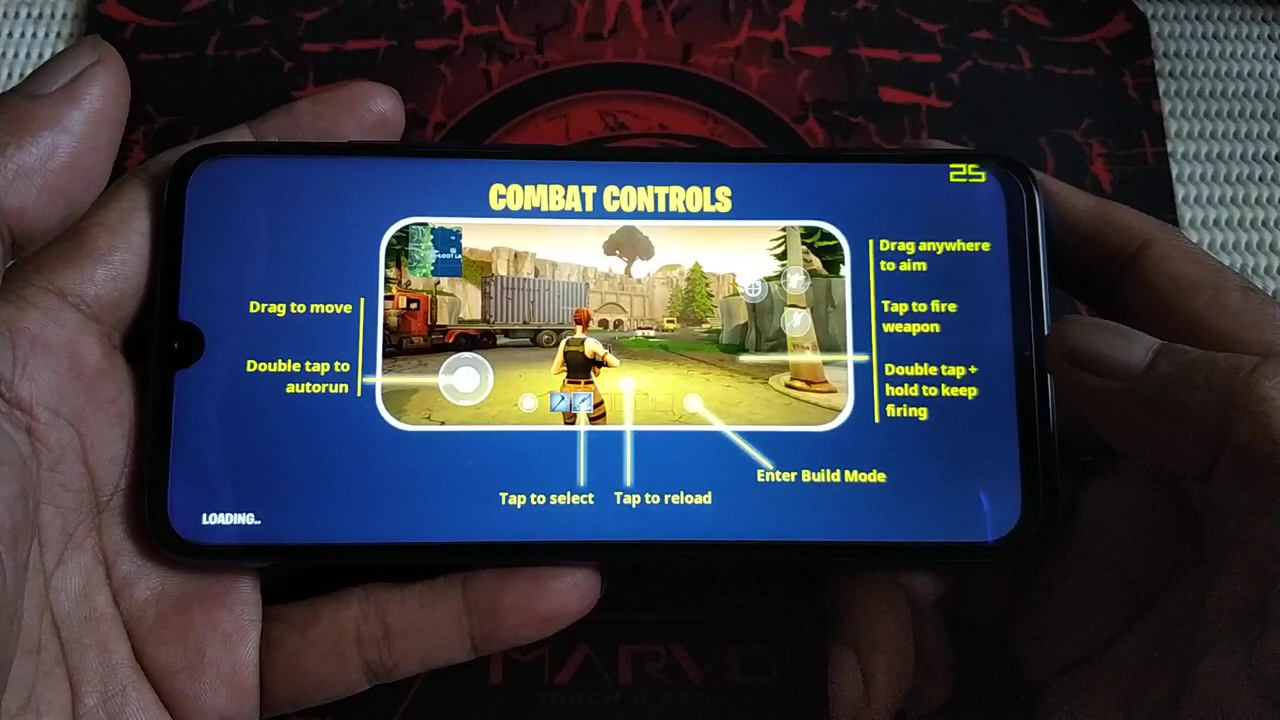 25
COMBAT CONTROLS
Drag anywhere
to aim
Drag to move
Tap to fire
weapon
Double tap to
autorun
Double tap +
hold to keep
firing
Enter Build Mode
Tap to select
Tap to reload
LOADING..
MARVO